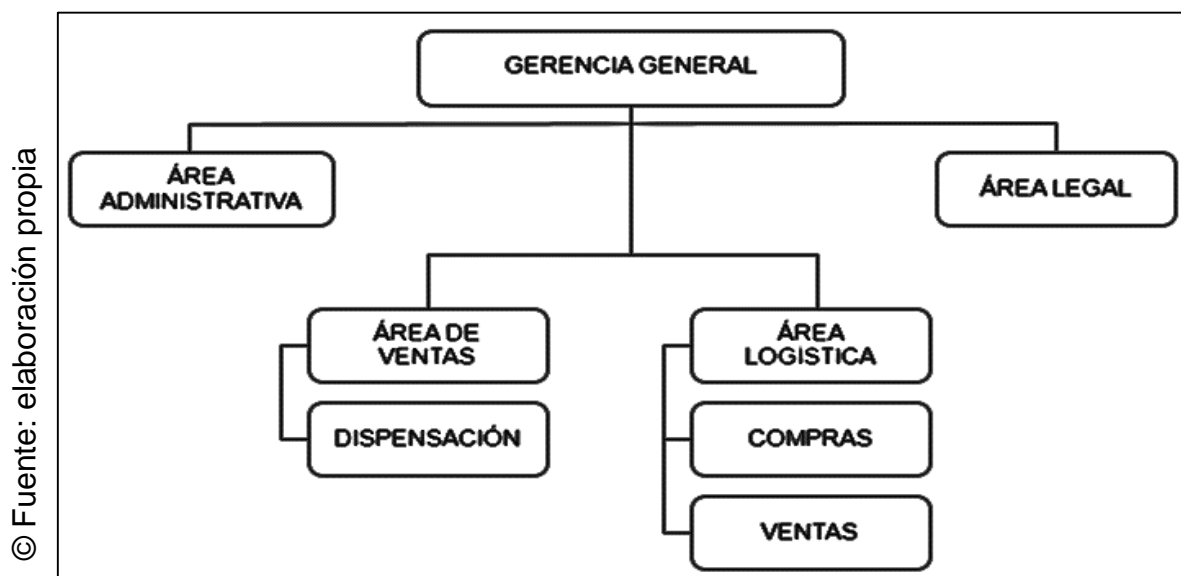 GERENCIA GENERAL
ÁREA
ADMINISTRATIVA
ÁREA LEGAL
ÁREA DE
VENTAS
ÁREA
LOGISTICA
DISPENSACIÓN
COMPRAS
VENTAS
© Fuente: elaboración propia